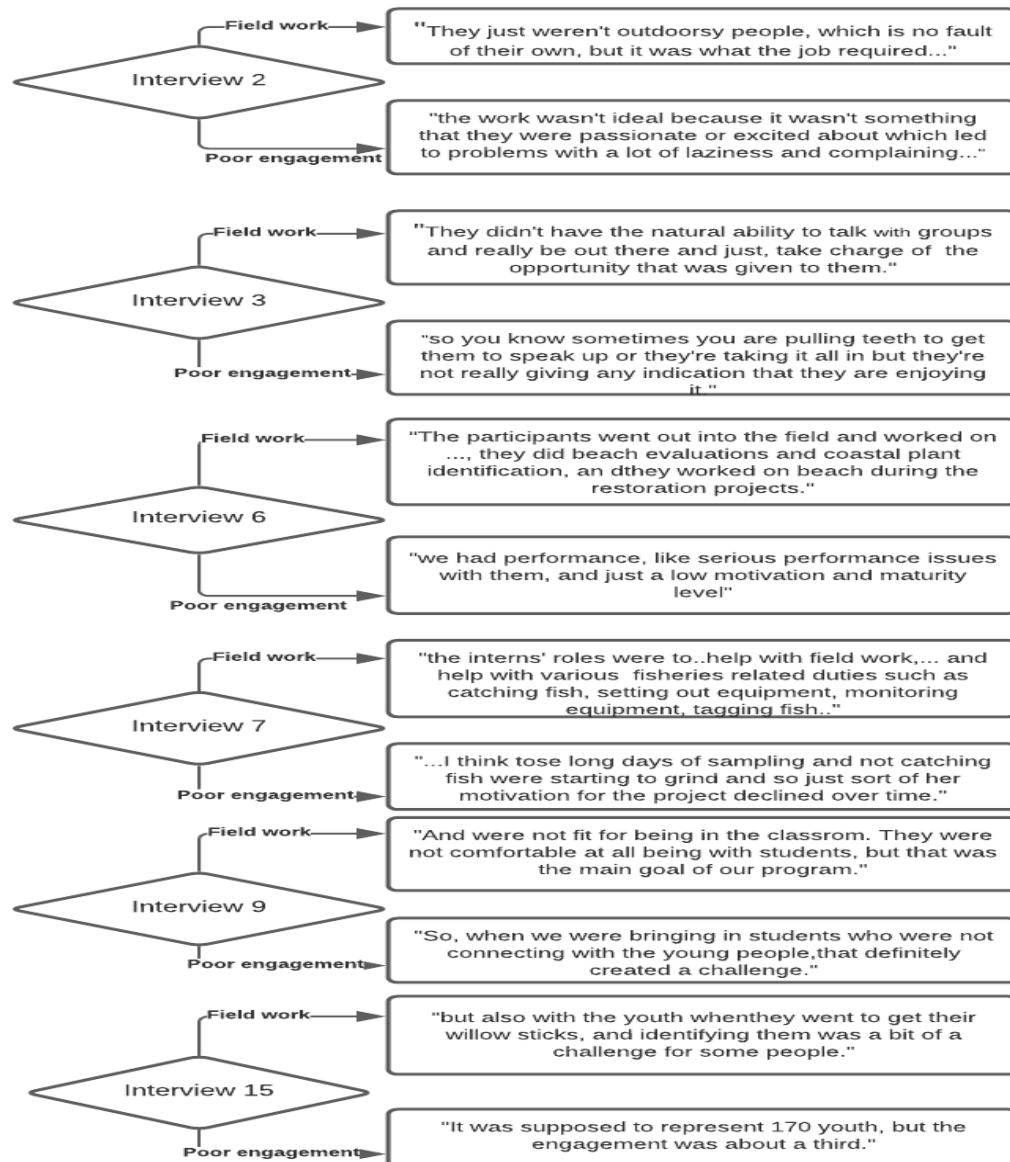 Field work
"They just weren't outdoorsy people, which is no fault
of their own, but it was what the job required..."
Interview 2
"the work wasn't ideal because it wasn't something
that they were passionate or excited about which led
to problems with a lot of laziness and complaining..."
Poor engagement
Field work
"They didn't have the natural ability to talk with groups
and really be out there and just, take charge of the
opportunity that was given to them."
Interview 3
"so you know sometimes you are pulling teeth to get
them to speak up or they're taking it all in but they're
not really giving any indication that they are enjoying
it."
Poor engagement
Field work
"The participants went out into the field and worked on
..., they did beach evaluations and coastal plant
identification, an dthey worked on beach during the
restoration projects."
Interview 6
"we had performance, like serious performance issues
with them, and just a low motivation and maturity
level"
Poor engagement
Field work
"the interns' roles were to..help with field work,... and
help with various fisheries related duties such as
catching fish, setting out equipment, monitoring
equipment, tagging fish.."
Interview 7
"...I think tose long days of sampling and not catching
fish were starting to grind and so just sort of her
motivation for the project declined over time."
Poor engagement
Field work
"And were not fit for being in the classrom. They were
not comfortable at all being with students, but that was
the main goal of our program."
Interview 9
"So, when we were bringing in students who were not
connecting with the young people,that definitely
created a challenge."
Poor engagement
Field work
"but also with the youth whenthey went to get their
willow sticks, and identifying them was a bit of a
challenge for some people."
Interview 15
"It was supposed to represent 170 youth, but the
engagement was about a third."
Poor engagement